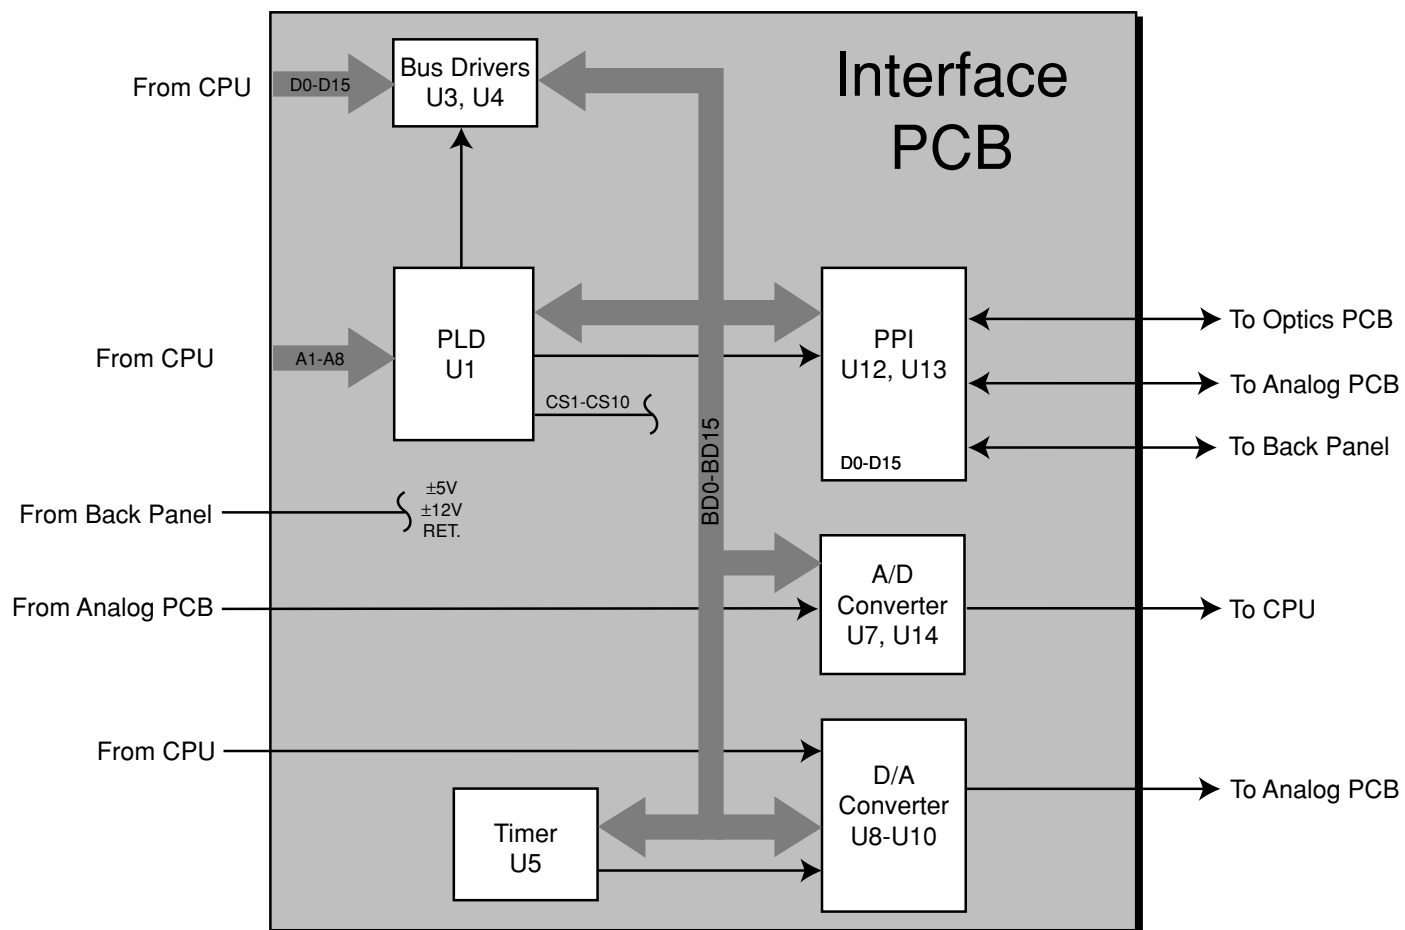 Interface
PCB
From CPU
D0-D15
Bus Drivers
U3, U4
From CPU
A1-A8
PLD
U1
CS1-CS10
BD0-BD15
PPI
U12, U13
D0-D15
To Optics PCB
To Analog PCB
To Back Panel
From Back Panel
±5V
±12V
RET.
From Analog PCB
A/D
Converter
U7, U14
To CPU
From CPU
D/A
Converter
U8-U10
To Analog PCB
Timer
U5